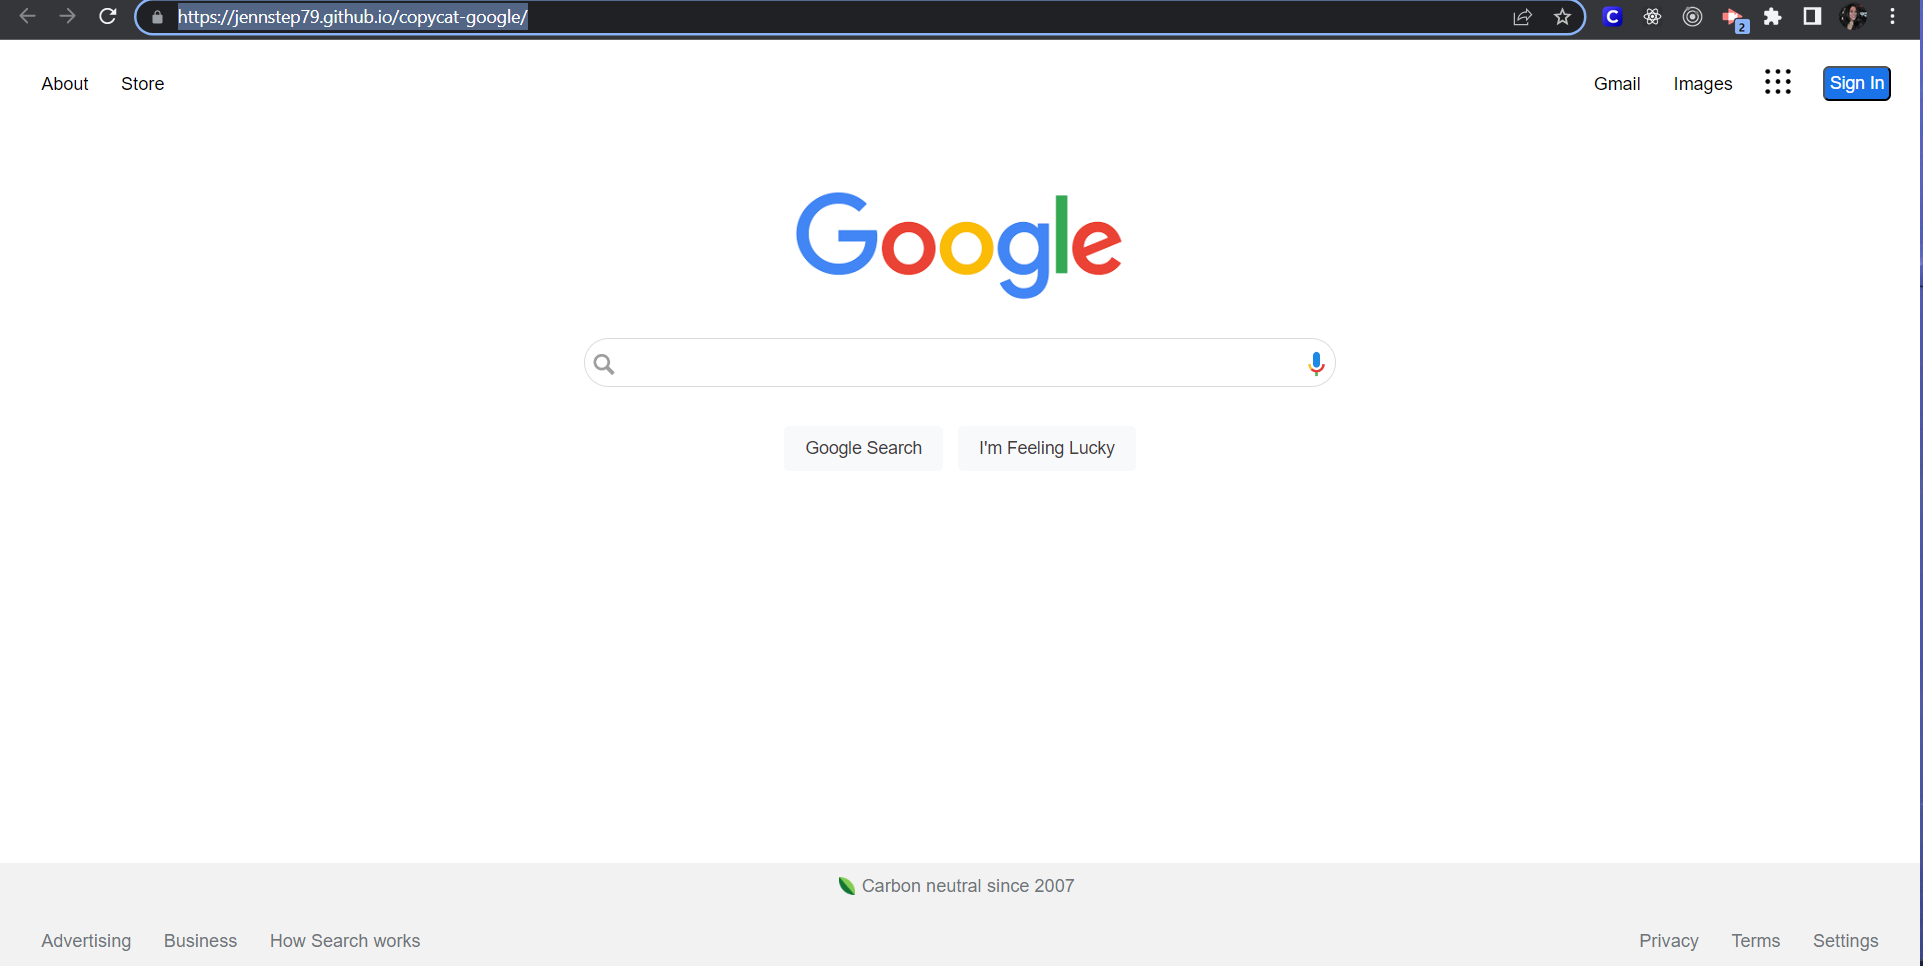 https://jennstep79.github.io/copycat-google/
C
2
About Store Gmail Images Sign In
Google
Google Search I'm Feeling Lucky
Carbon neutral since 2007
Advertising Business How Search works Privacy Terms Settings